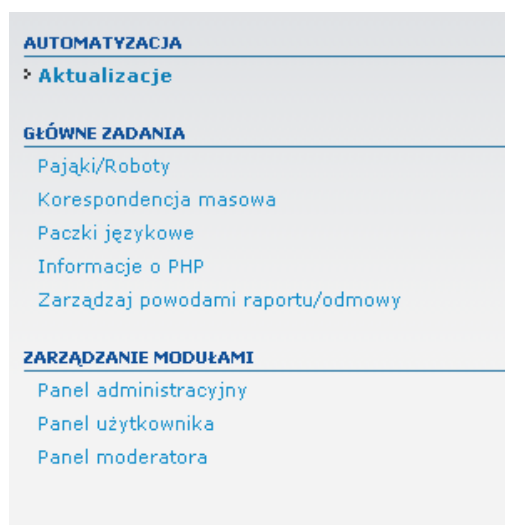 AUTOMATYZACJA
Aktualizacje
GŁÓWNE ZADANIA
Pająki/Roboty
Korespondencja masowa
Paczki językowe
Informacje o PHP
Zarządzaj powodami raportu/odmowy
ZARZĄDZANIE MODUŁAMI
Panel administracyjny
Panel użytkownika
Panel moderatora